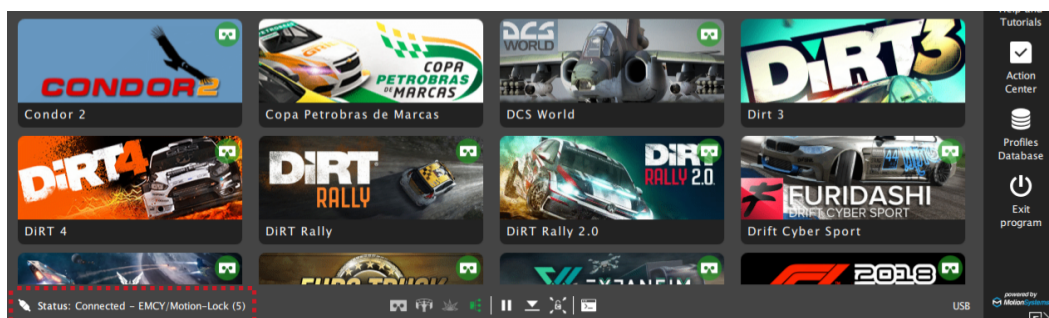 Help and
Tutorials
Action
Center
Profiles
Database
Exit
program
CONDOR2
Condor 2
COPA
PETROBRAS
DE MARCAS
Copa Petrobras de Marcas
DCS
WORLD
DCS World
DiRT3
Dirt 3
DiRT4
DiRT 4
DiRT
RALLY
DiRT Rally
DiRT
RALLY 2.0
DiRT Rally 2.0
FURIDASHI
DRIFT CYBER SPORT
Drift Cyber Sport
EURO TRUCK
2018
Status: Connected - EMCY/Motion-Lock (5)
USB
powered by
MotionSystems